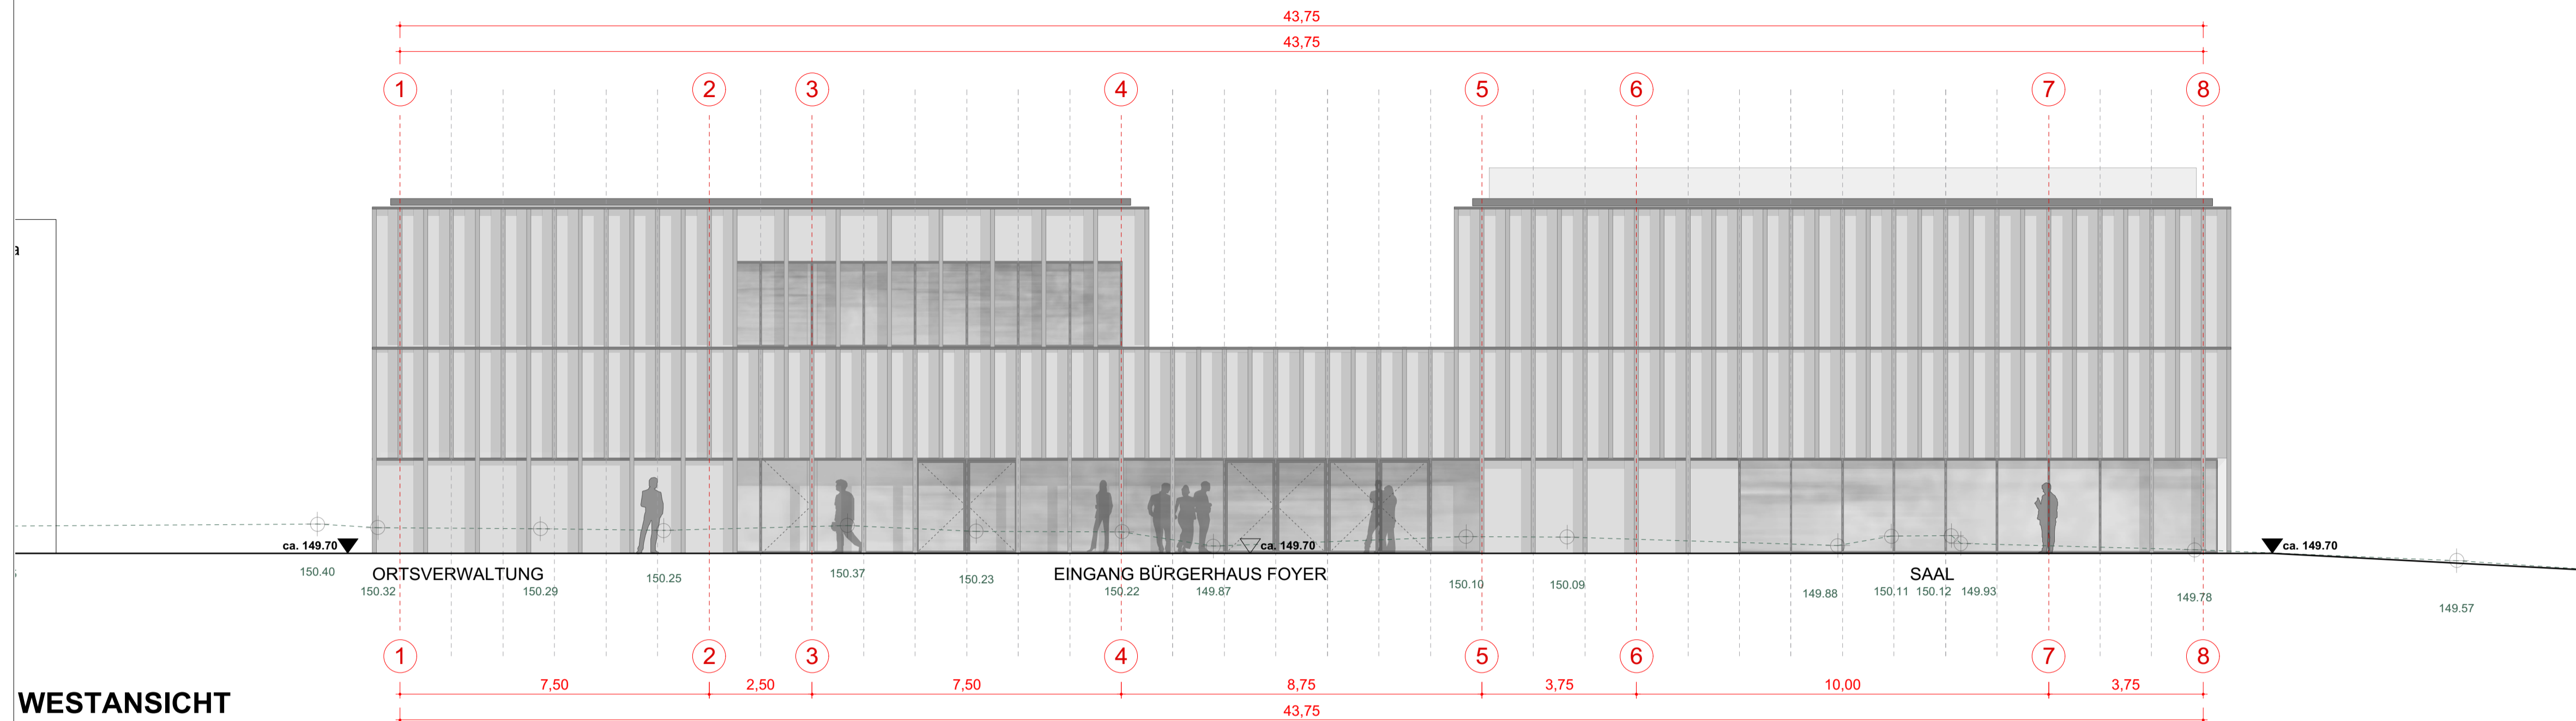 43,75
43,75
1 2 3 4 5 6 7 8
a
ca. 149.70 ca. 149.70 ca. 149.70
ORTSVERWALTUNG EINGANG BÜRGERHAUS FOYER SAAL
150.40 150.32 150.29 150.25 150.37 150.23 150.22 149.87 150.10 150.09 149.88 150.11 150.12 149.93 149.78 149.57
1 2 3 4 5 6 7 8
7,50 2,50 7,50 8,75 3,75 10,00 3,75
WESTANSICHT
43,75